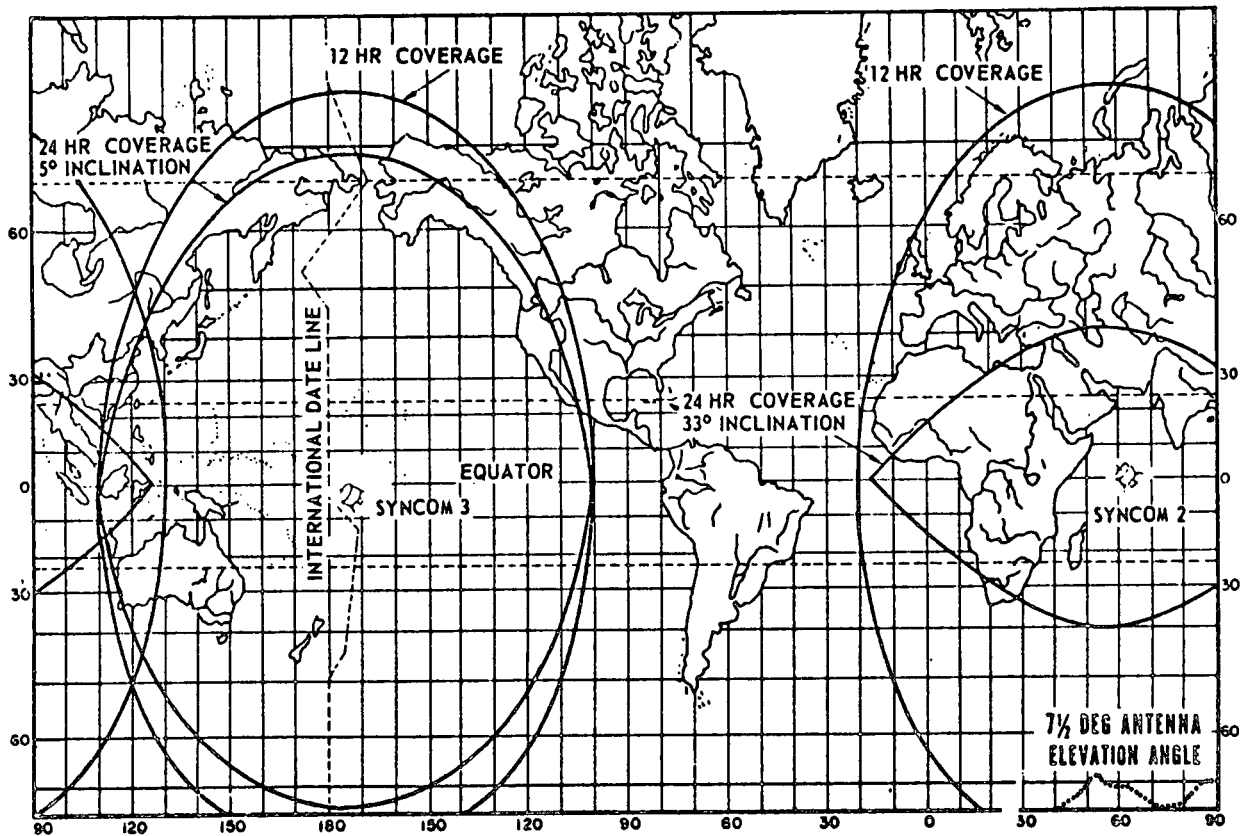 12 HR COVERAGE
12 HR COVERAGE
24 HR COVERAGE
5° INCLINATION
60
60
30
30
INTERNATIONAL DATE LINE
24 HR COVERAGE
33° INCLINATION
EQUATOR
0
0
SYNCOM 3
SYNCOM 2
30
30
7½ DEG ANTENNA
ELEVATION ANGLE
60
60
90 120 150 180 150 120 90 60 30 0 30 60 90